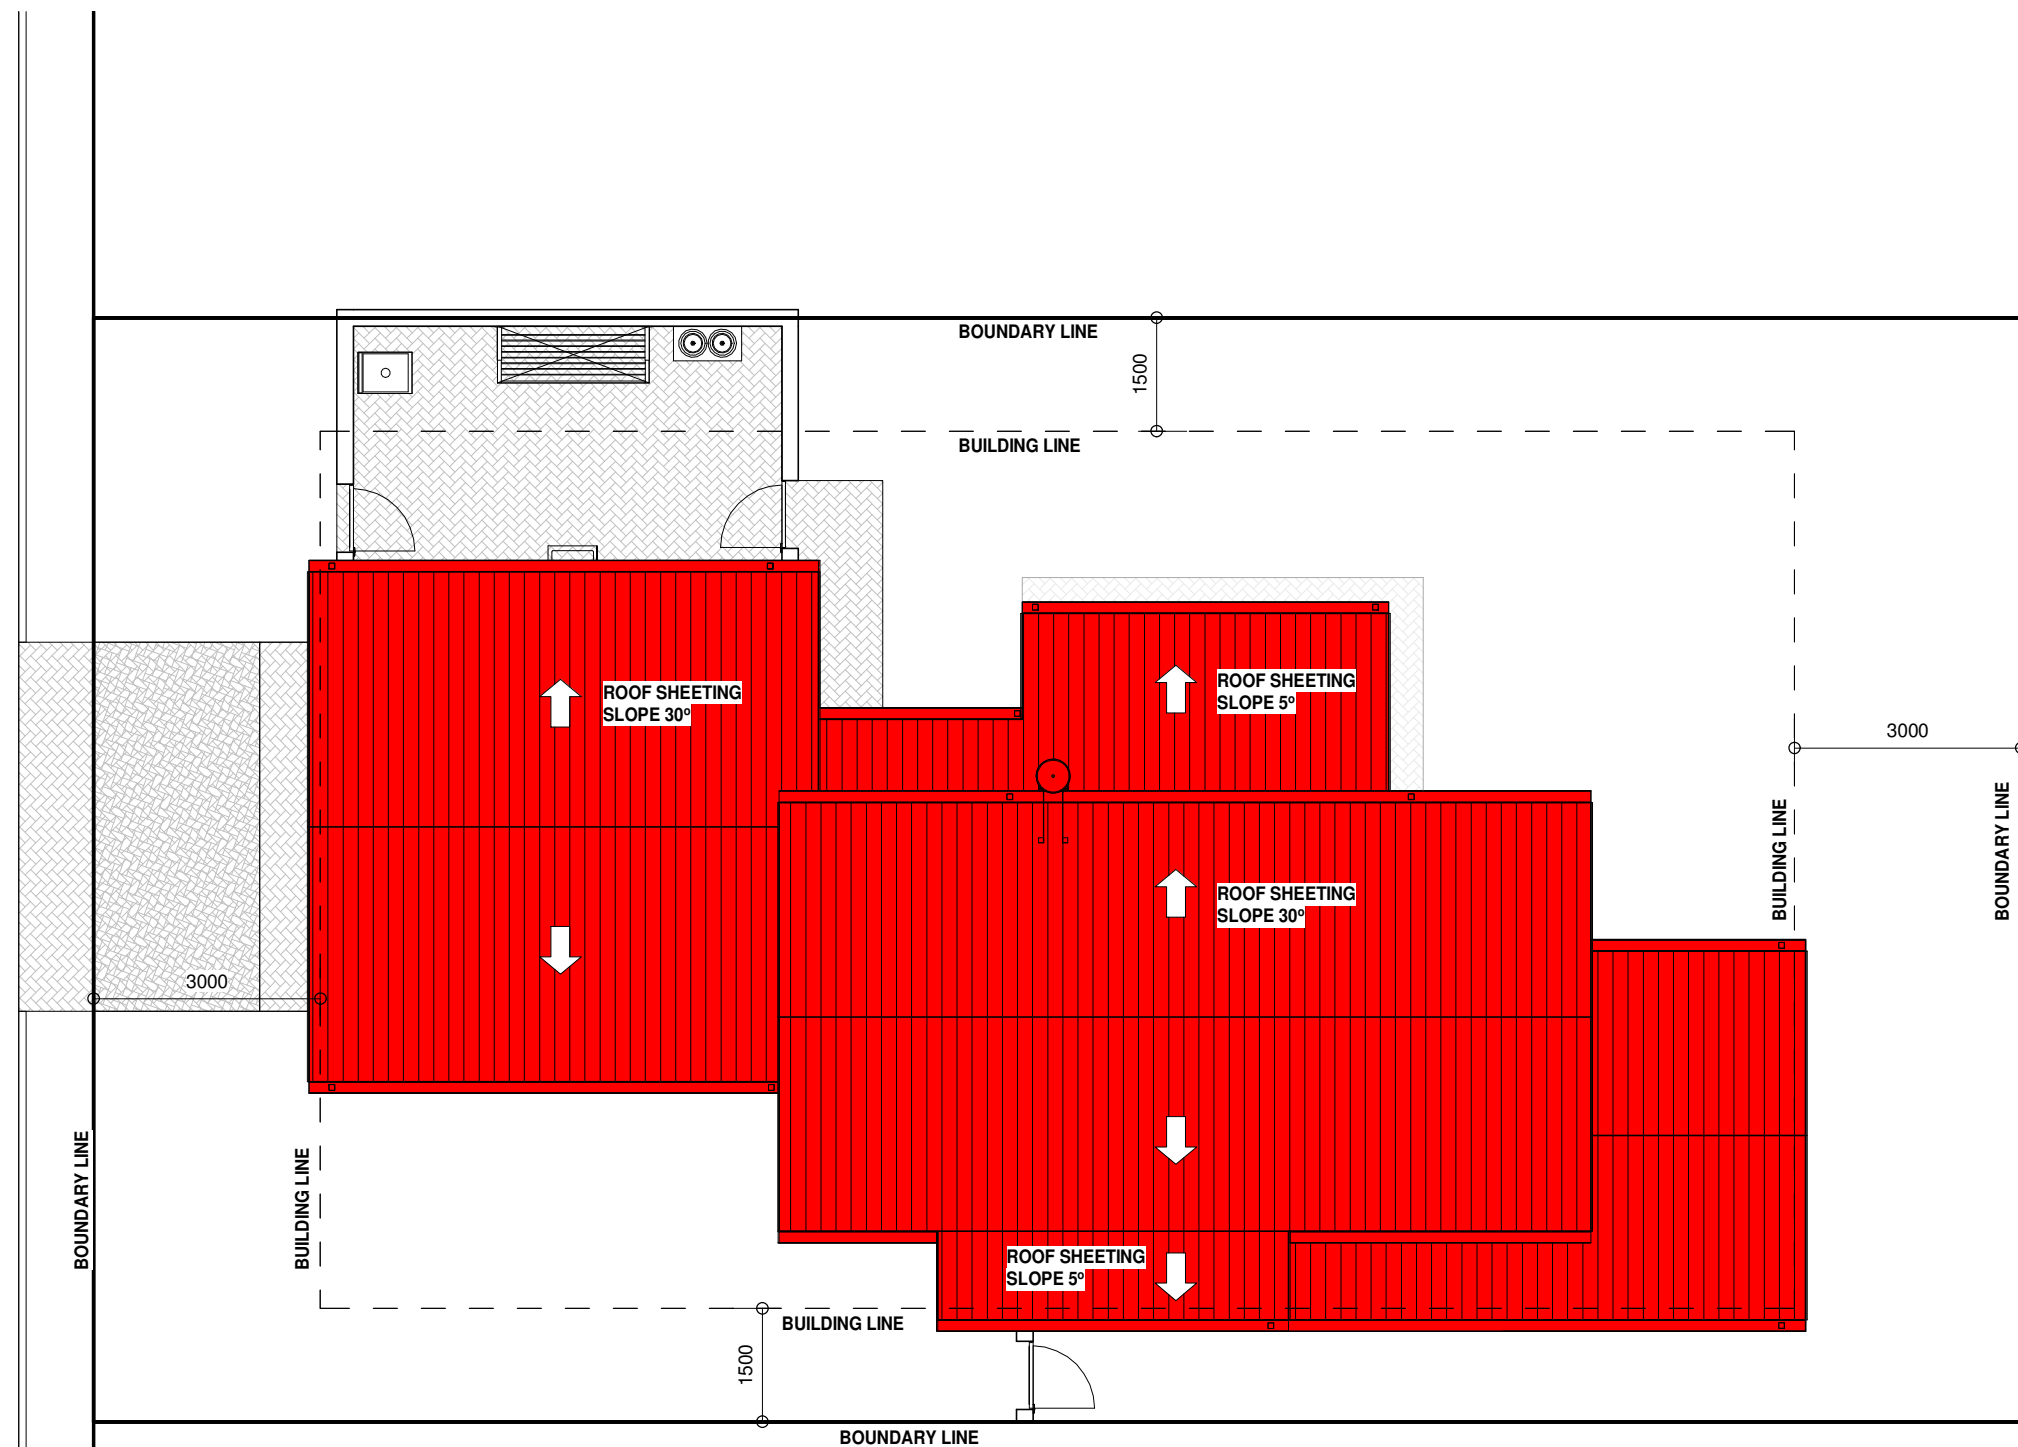 BOUNDARY LINE
1500
BUILDING LINE
ROOF SHEETING
SLOPE 30º
ROOF SHEETING
SLOPE 5º
3000
BUILDING LINE
BOUNDARY LINE
ROOF SHEETING
SLOPE 30º
3000
BOUNDARY LINE
BUILDING LINE
ROOF SHEETING
SLOPE 5º
BUILDING LINE
1500
BOUNDARY LINE